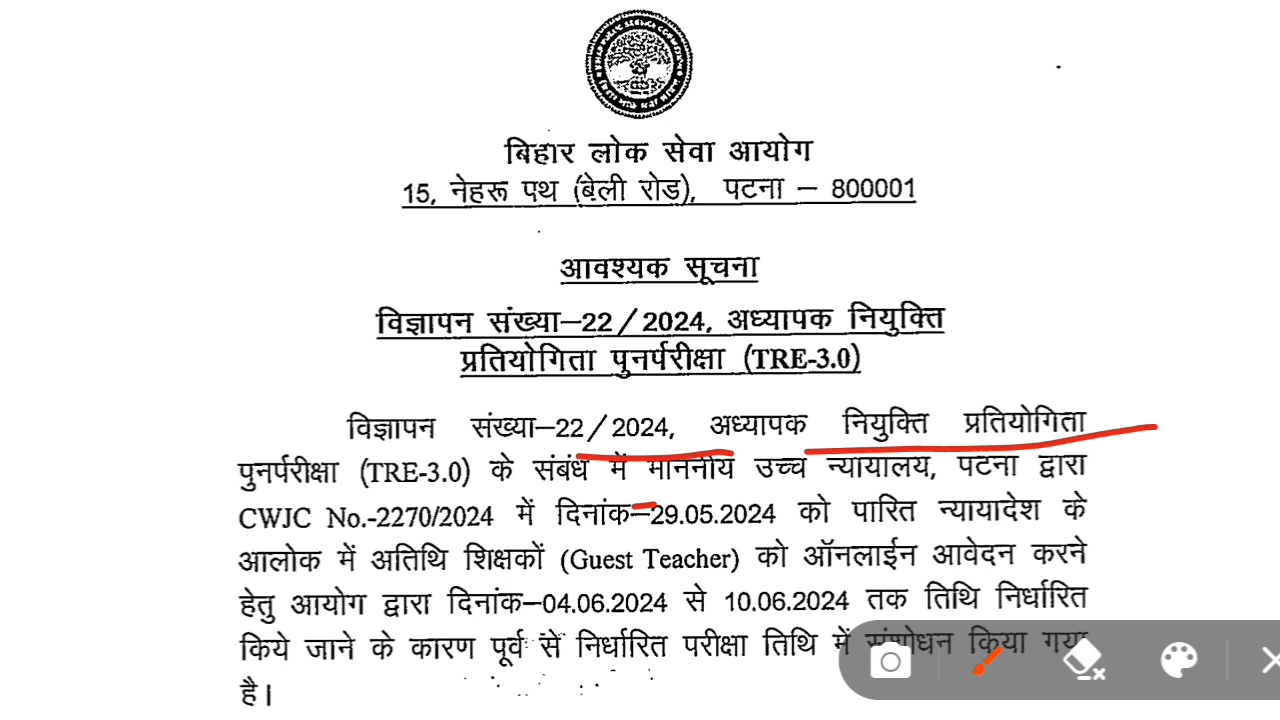 बिहार लोक सेवा आयोग
15, नेहरू पथ (बेली रोड), पटना – 800001
आवश्यक सूचना
विज्ञापन संख्या–22/2024, अध्यापक नियुक्ति
प्रतियोगिता पुनर्परीक्षा (TRE-3.0)
विज्ञापन संख्या–22/2024, अध्यापक नियुक्ति प्रतियोगिता
पुनर्परीक्षा (TRE-3.0) के संबंध में माननीय उच्च न्यायालय, पटना द्वारा
CWJC No.-2270/2024 में दिनांक–29.05.2024 को पारित न्यायादेश के
आलोक में अतिथि शिक्षकों (Guest Teacher) को ऑनलाईन आवेदन करने
हेतु आयोग द्वारा दिनांक–04.06.2024 से 10.06.2024 तक तिथि निर्धारित
किये जाने के कारण पूर्व से निर्धारित परीक्षा तिथि में संशोधन किया गया
है।